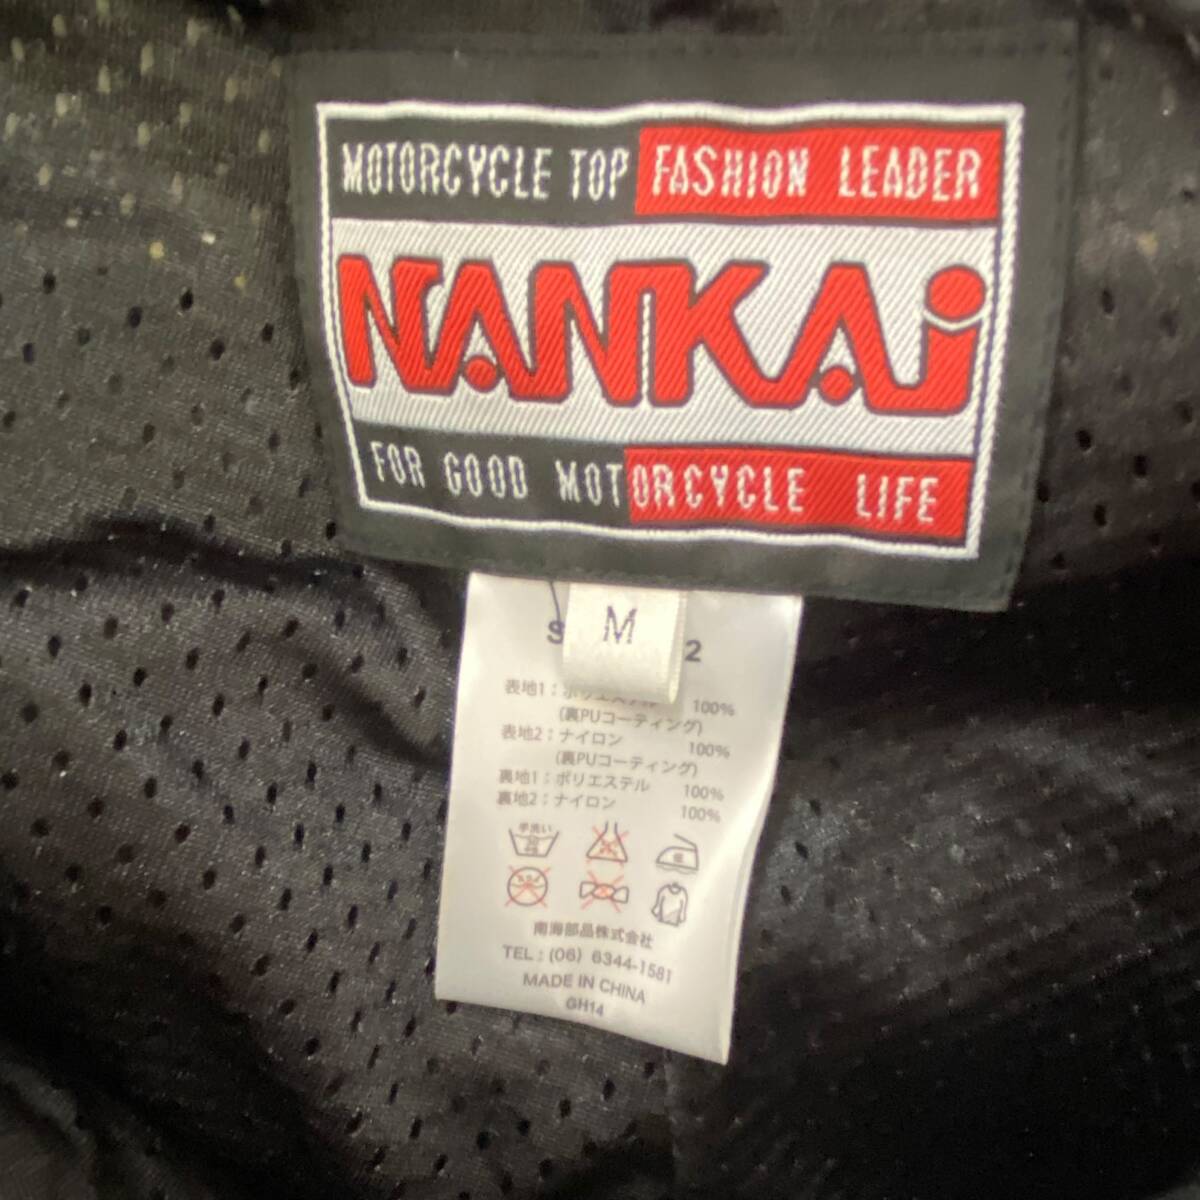 MOTORCYCLE TOP FASHION LEADER
NANKAi
FOR GOOD MOTORCYCLE LIFE
M
表地1：ポリエステル 100%
(裏PUコーティング)
表地2：ナイロン 100%
(裏PUコーティング)
裏地1：ポリエステル 100%
裏地2：ナイロン 100%
手洗い
南海部品株式会社
TEL：(06) 6344-1581
MADE IN CHINA
GH14